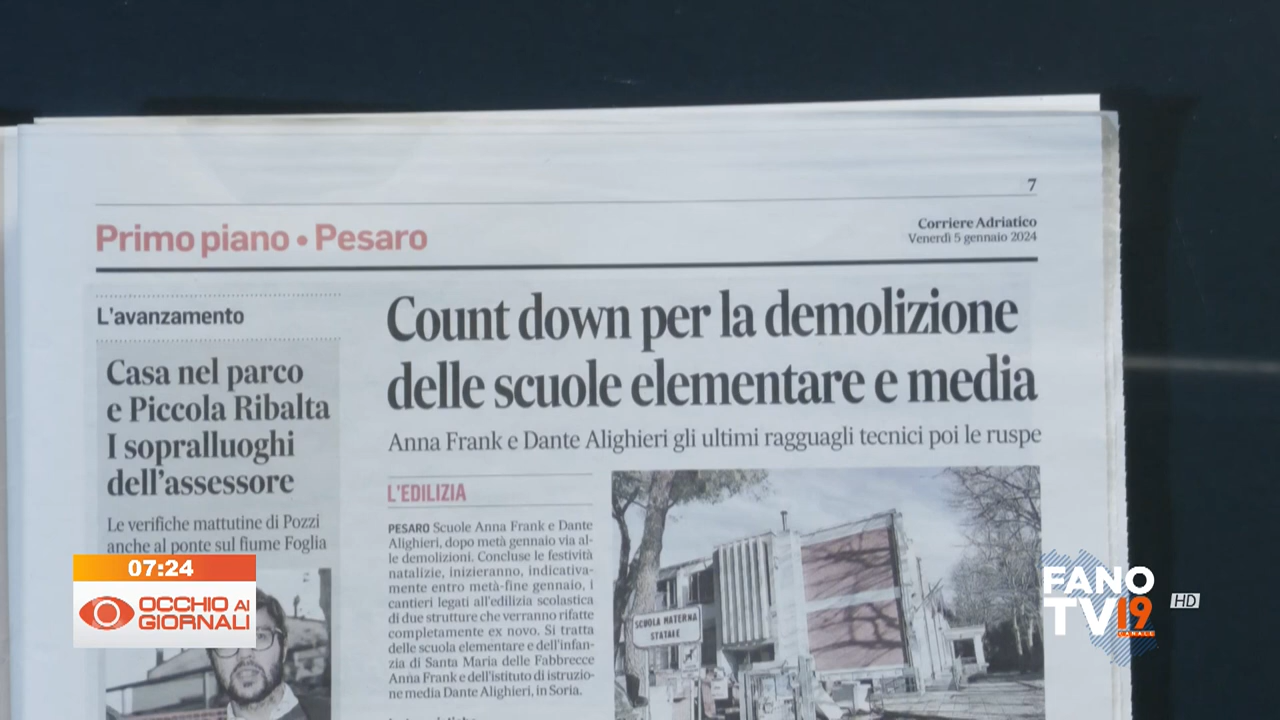 7
Primo piano • Pesaro
Corriere Adriatico
Venerdì 5 gennaio 2024
L'avanzamento
Casa nel parco
e Piccola Ribalta
I sopralluoghi
dell'assessore
Le verifiche mattutine di Pozzi
anche al ponte sul fiume Foglia
Count down per la demolizione
delle scuole elementare e media
Anna Frank e Dante Alighieri gli ultimi ragguagli tecnici poi le ruspe
L'EDILIZIA
PESARO Scuole Anna Frank e Dante
Alighieri, dopo metà gennaio via al-
le demolizioni. Concluse le festività
natalizie, inizieranno, indicativa-
mente entro metà-fine gennaio, i
cantieri legati all'edilizia scolastica
di due strutture che verranno rifatte
completamente ex novo. Si tratta
della scuola elementare e dell'infan-
zia di Santa Maria delle Fabbrecce
Anna Frank e dell'istituto di istruzio-
ne media Dante Alighieri, in Soria.
SCUOLA MATERNA
STATALE
07:24
OCCHIO AI
GIORNALI
FANO
TV 19
CANALE
HD